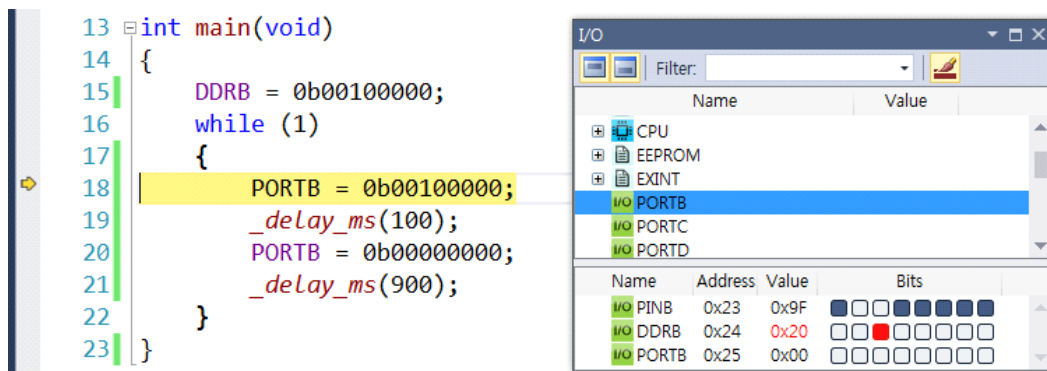 13 int main(void)
14 {
15 DDRB = 0b00100000;
16 while (1)
17 {
18 PORTB = 0b00100000;
19 _delay_ms(100);
20 PORTB = 0b00000000;
21 _delay_ms(900);
22 }
23 }
I/O
Filter:
Name Value
CPU
EEPROM
EXINT
I/O PORTB
I/O PORTC
I/O PORTD
Name Address Value Bits
I/O PINB 0x23 0x9F
I/O DDRB 0x24 0x20
I/O PORTB 0x25 0x00